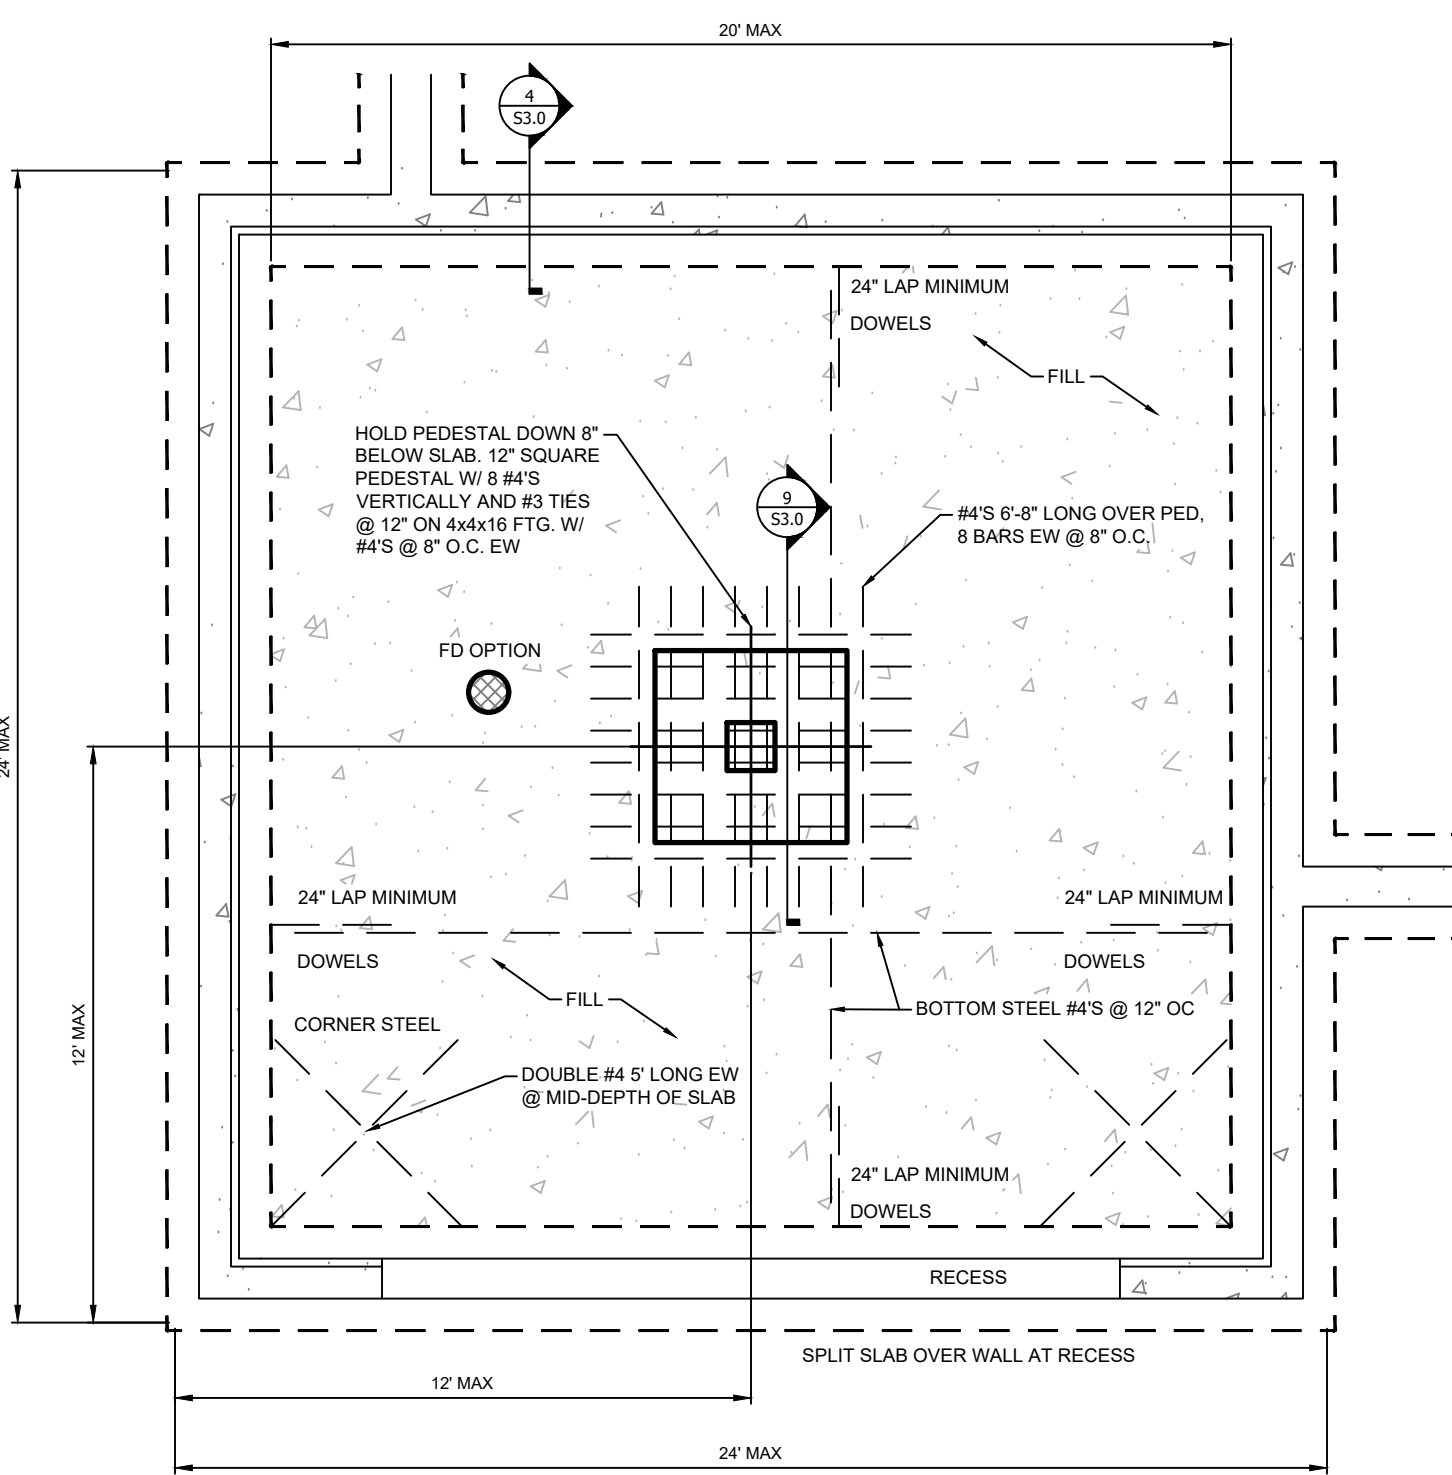 20' MAX
4
S3.0
24" LAP MINIMUM
DOWELS
FILL
HOLD PEDESTAL DOWN 8"
BELOW SLAB. 12" SQUARE
PEDESTAL W/ 8 #4'S
VERTICALLY AND #3 TIES
@ 12" ON 4x4x16 FTG. W/
#4'S @ 8" O.C. EW
9
S3.0
#4'S 6'-8" LONG OVER PED,
8 BARS EW @ 8" O.C.
FD OPTION
24' MAX
24" LAP MINIMUM
24" LAP MINIMUM
DOWELS
DOWELS
FILL
BOTTOM STEEL #4'S @ 12" OC
CORNER STEEL
12' MAX
DOUBLE #4 5' LONG EW
@ MID-DEPTH OF SLAB
24" LAP MINIMUM
DOWELS
RECESS
SPLIT SLAB OVER WALL AT RECESS
12' MAX
24' MAX